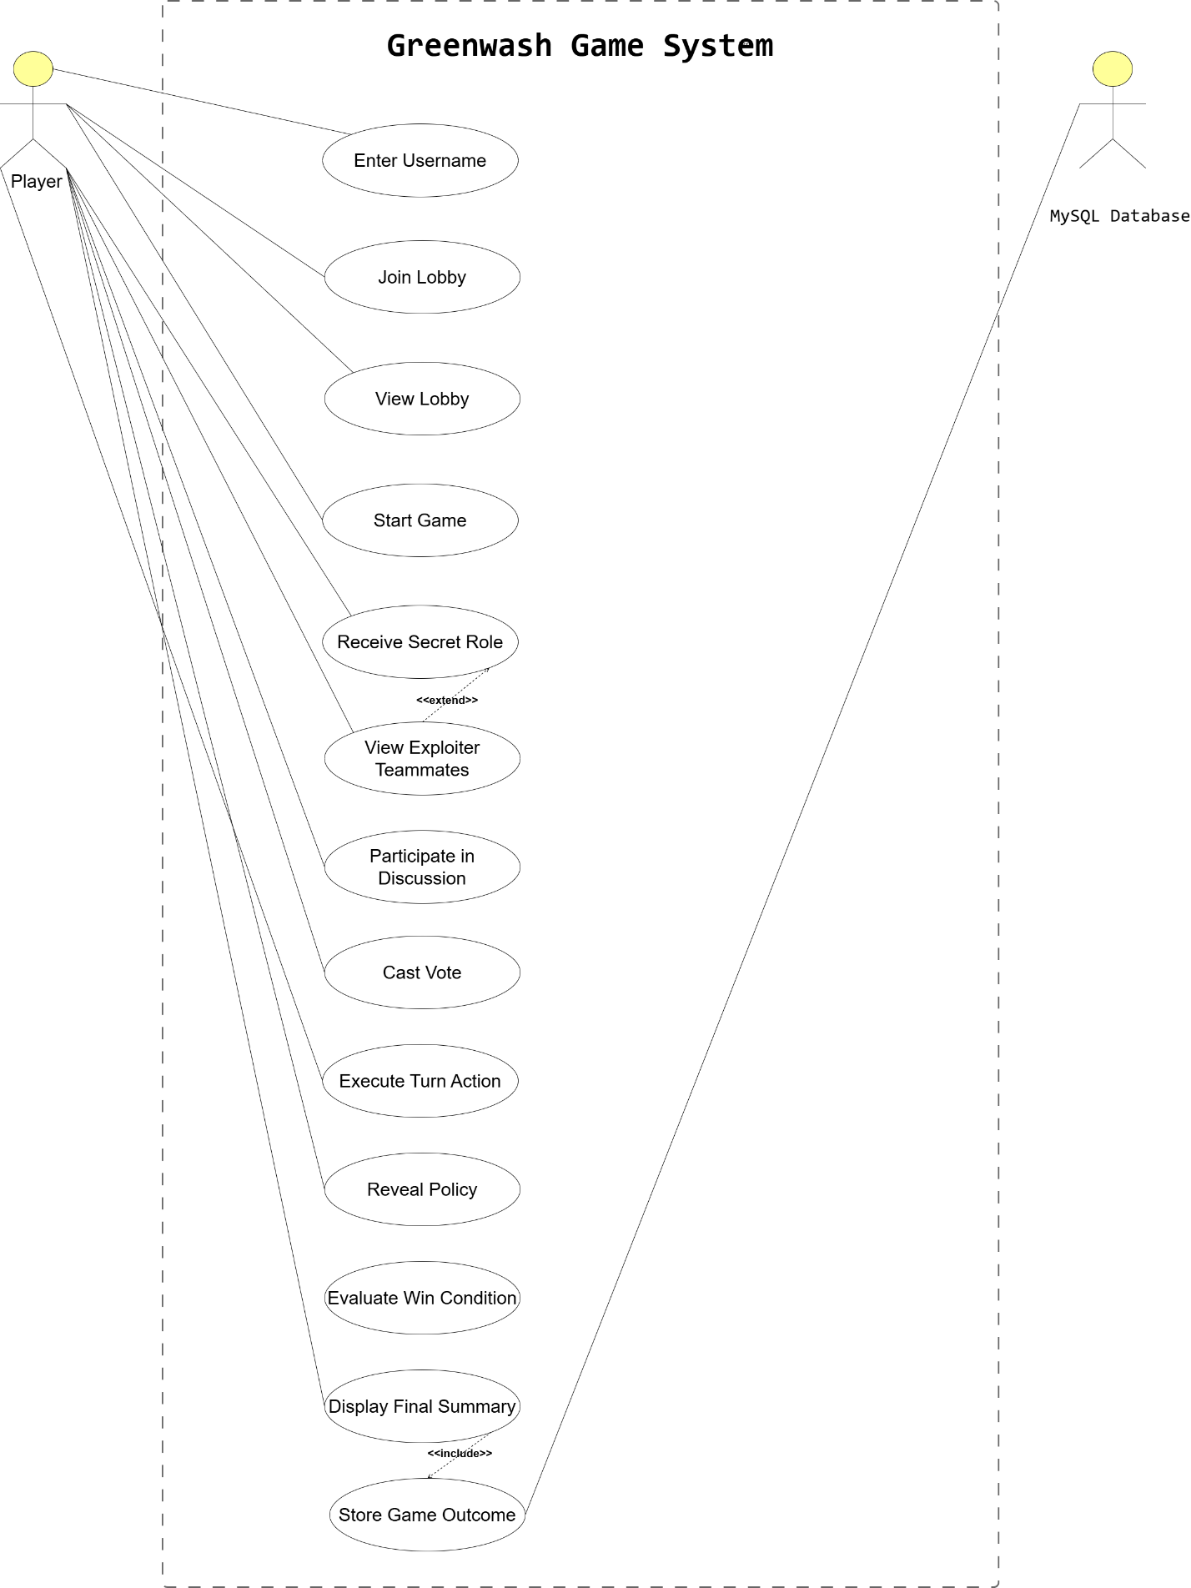 Greenwash Game System
Enter Username
Player
MySQL Database
Join Lobby
View Lobby
Start Game
Receive Secret Role
<<extend>>
View Exploiter
Teammates
Participate in
Discussion
Cast Vote
Execute Turn Action
Reveal Policy
Evaluate Win Condition
Display Final Summary
<<include>>
Store Game Outcome